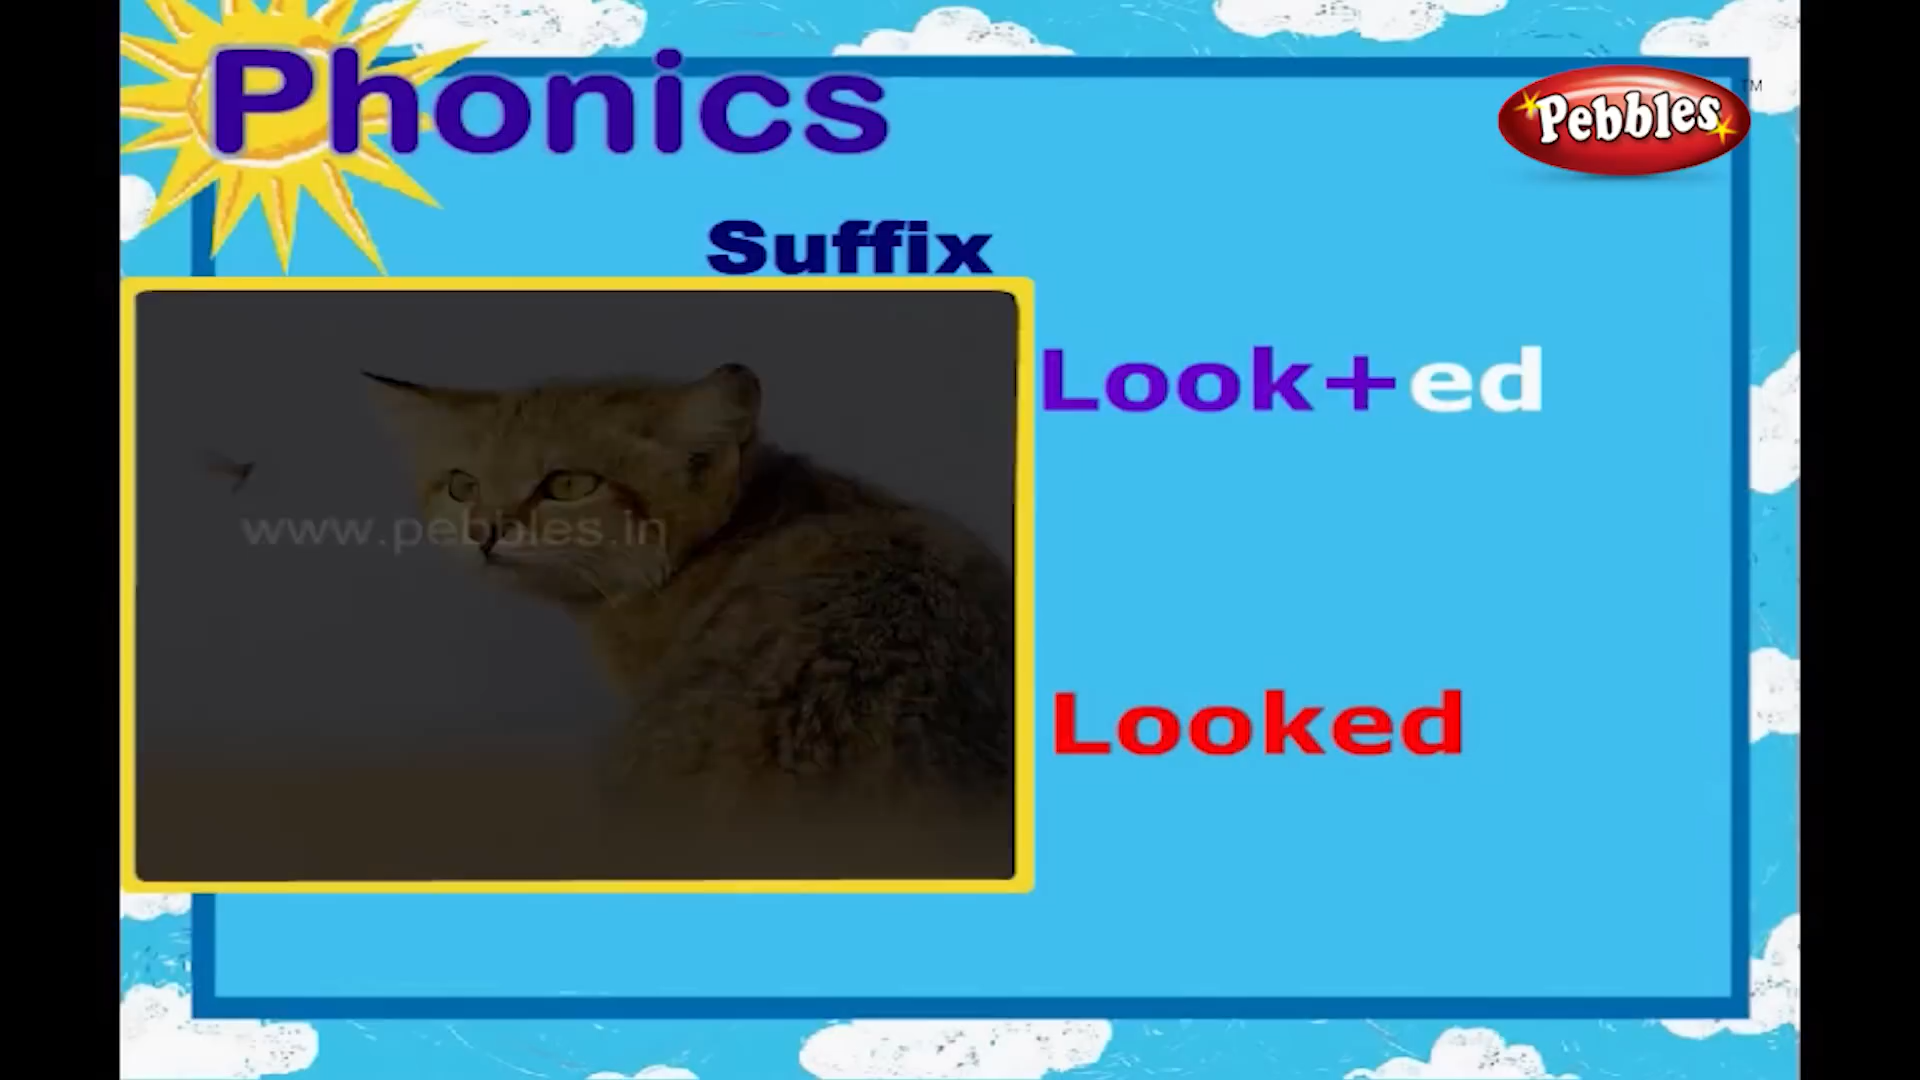 Phonics
Pebbles TM
Suffix
Look+ed
www.pebbles.in
Looked